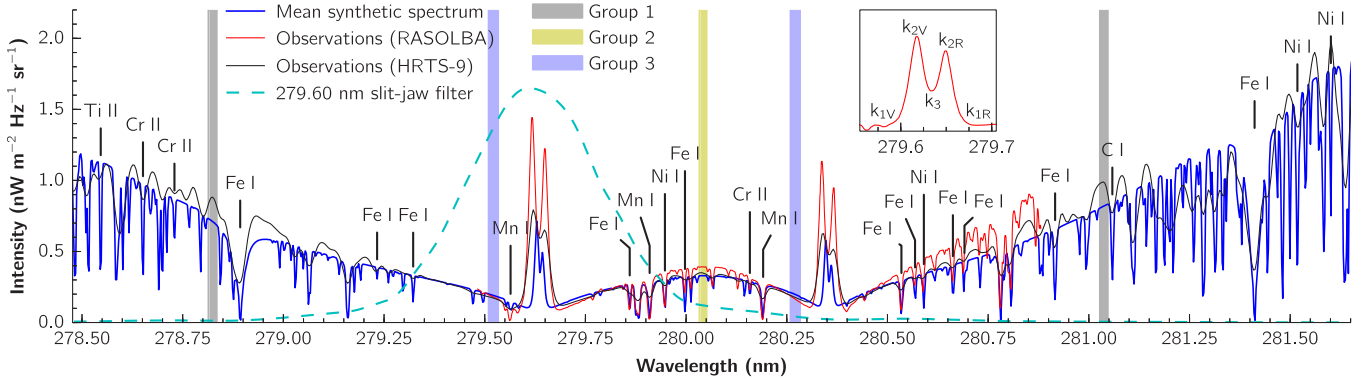 Mean synthetic spectrum
Observations (RASOLBA)
Observations (HRTS-9)
279.60 nm slit-jaw filter
Group 1
Group 2
Group 3
k2V
k2R
k3
k1V
k1R
279.6
279.7
Intensity (nW m−2 Hz−1 sr−1)
2.0
1.5
1.0
0.5
0.0
Ti II
Cr II
Cr II
Fe I
Fe I
Fe I
Mn I
Fe I
Mn I
Ni I
Fe I
Cr II
Mn I
Fe I
Fe I
Ni I
Fe I
Fe I
Fe I
C I
Fe I
Ni I
Ni I
278.50
278.75
279.00
279.25
279.50
279.75
280.00
280.25
280.50
280.75
281.00
281.25
281.50
Wavelength (nm)